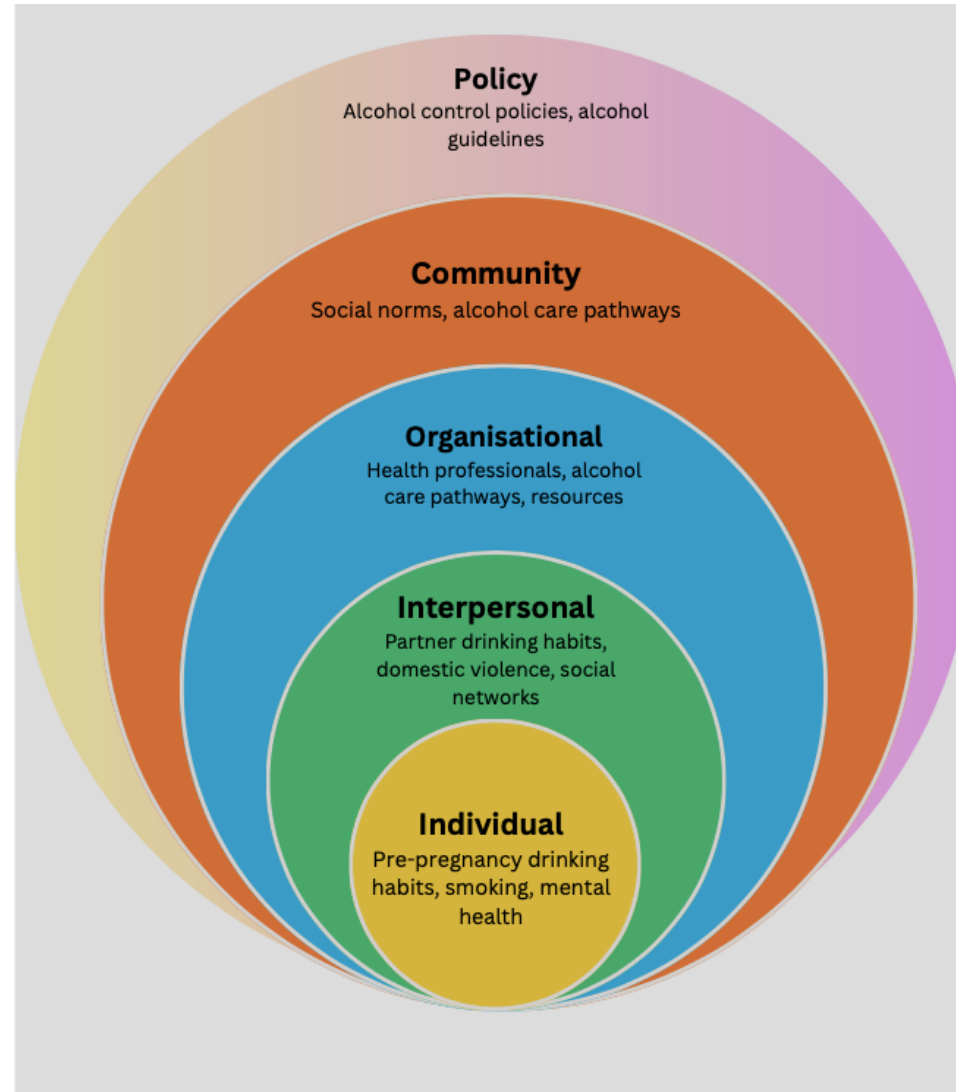 Policy
Alcohol control policies, alcohol
guidelines
Community
Social norms, alcohol care pathways
Organisational
Health professionals, alcohol
care pathways, resources
Interpersonal
Partner drinking habits,
domestic violence, social
networks
Individual
Pre-pregnancy drinking
habits, smoking, mental
health